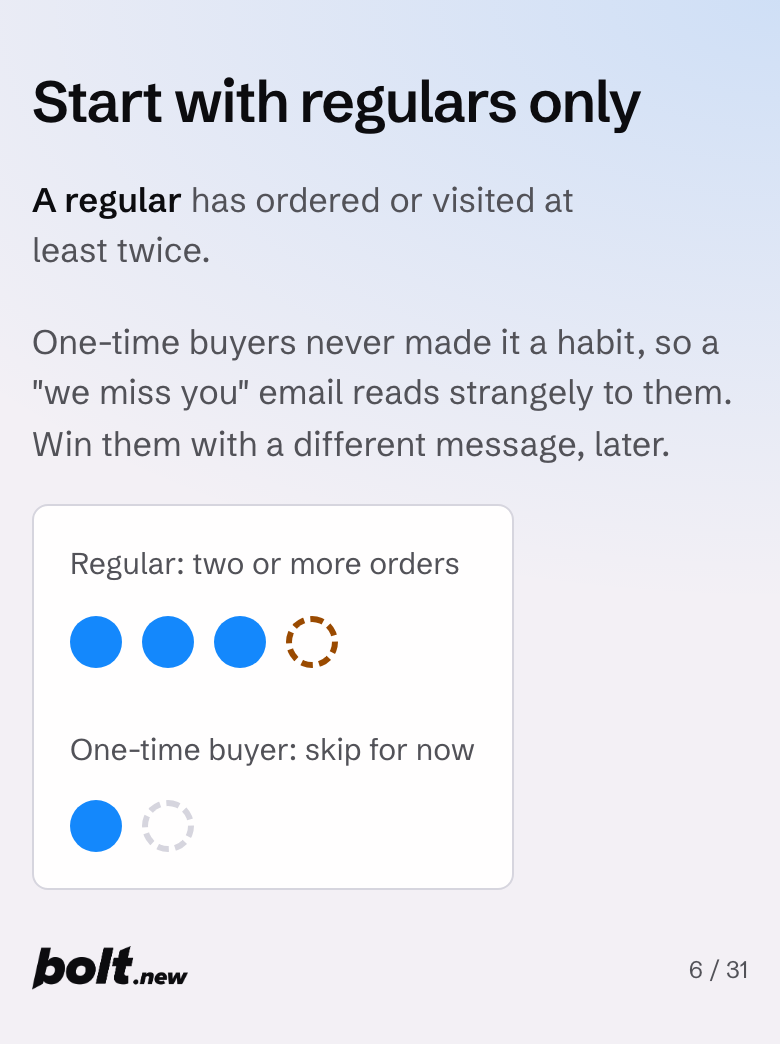 Start with regulars only
A regular has ordered or visited at
least twice.
One-time buyers never made it a habit, so a
"we miss you" email reads strangely to them.
Win them with a different message, later.
Regular: two or more orders
One-time buyer: skip for now
bolt.new
6 / 31